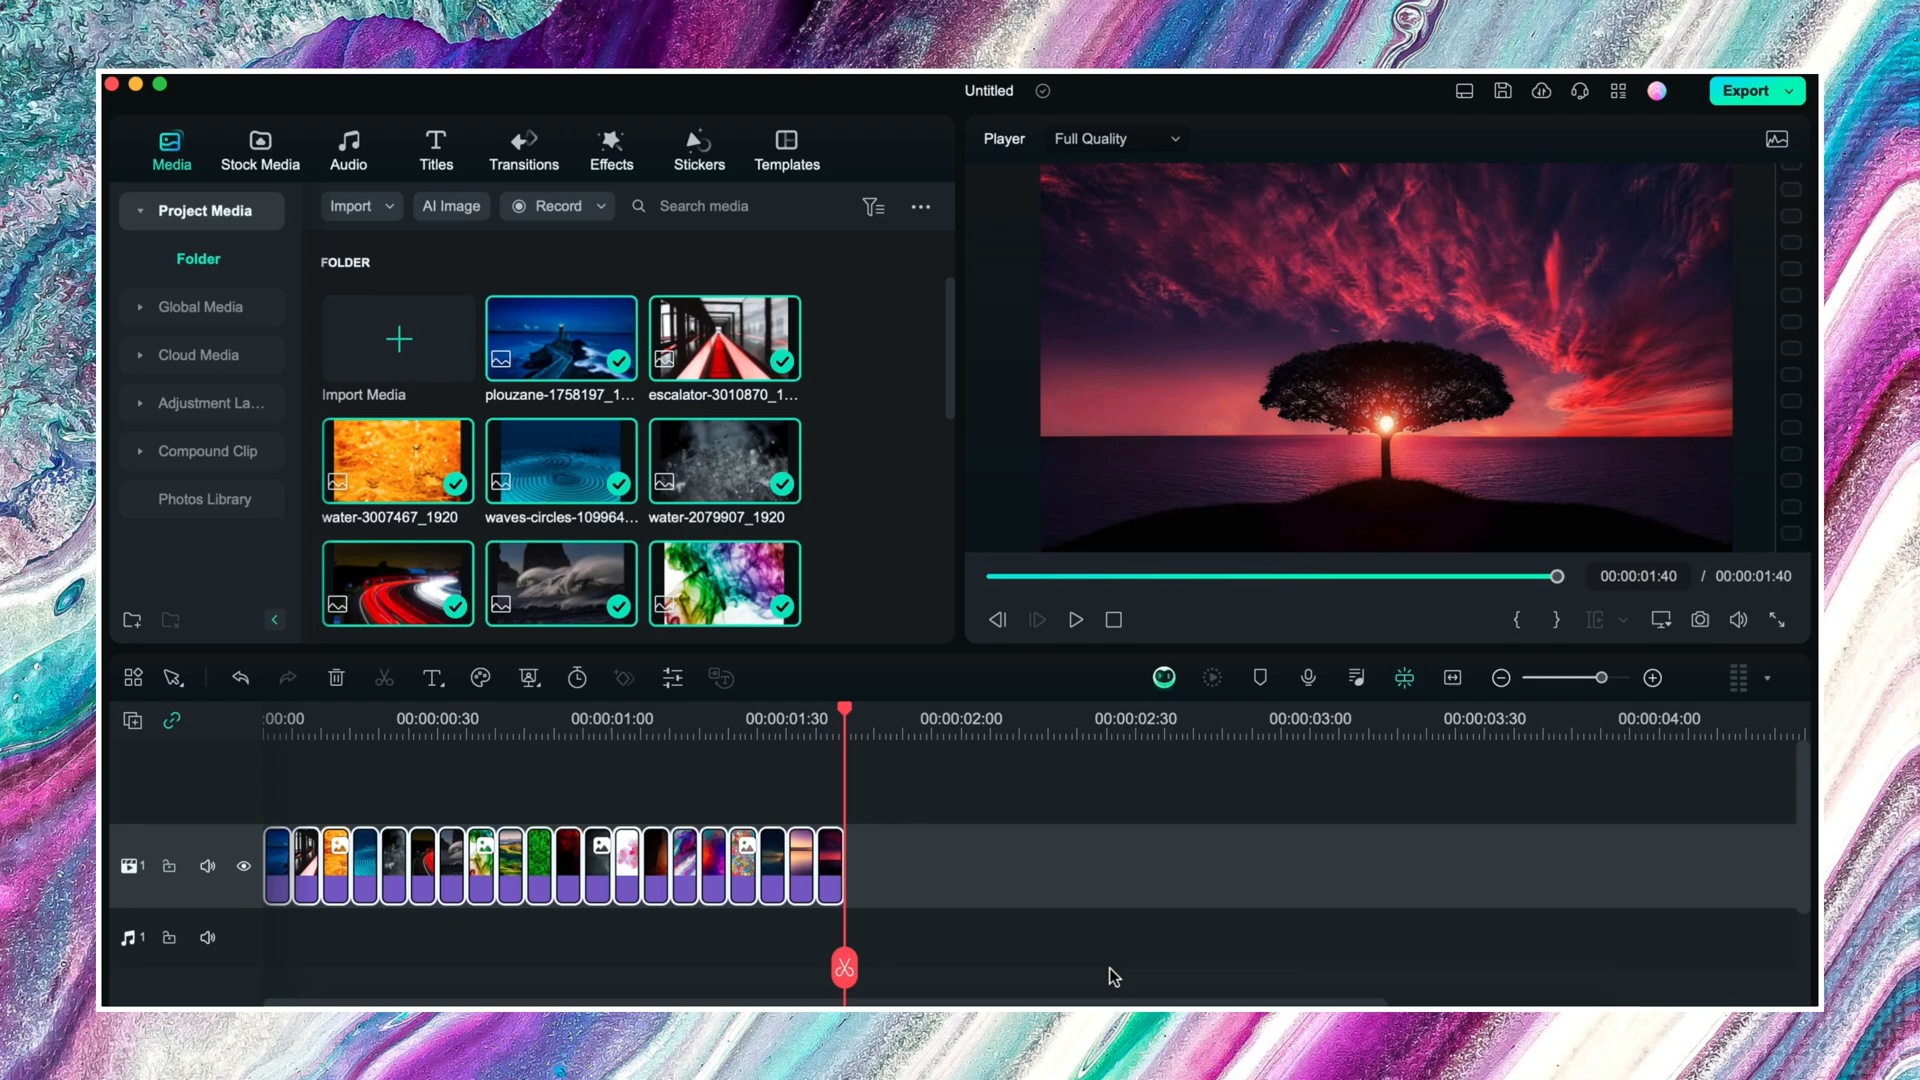 Untitled
Export
Media
Stock Media
Audio
Titles
Transitions
Effects
Stickers
Templates
Player
Full Quality
Project Media
Import
AI Image
Record
Search media
Folder
FOLDER
Global Media
Cloud Media
Adjustment La...
Compound Clip
Photos Library
Import Media
plouzane-1758197_1...
escalator-3010870_1...
water-3007467_1920
waves-circles-109964...
water-2079907_1920
00:00:01:40 / 00:00:01:40
:00:00
00:00:00:30
00:00:01:00
00:00:01:30
00:00:02:00
00:00:02:30
00:00:03:00
00:00:03:30
00:00:04:00
1
1